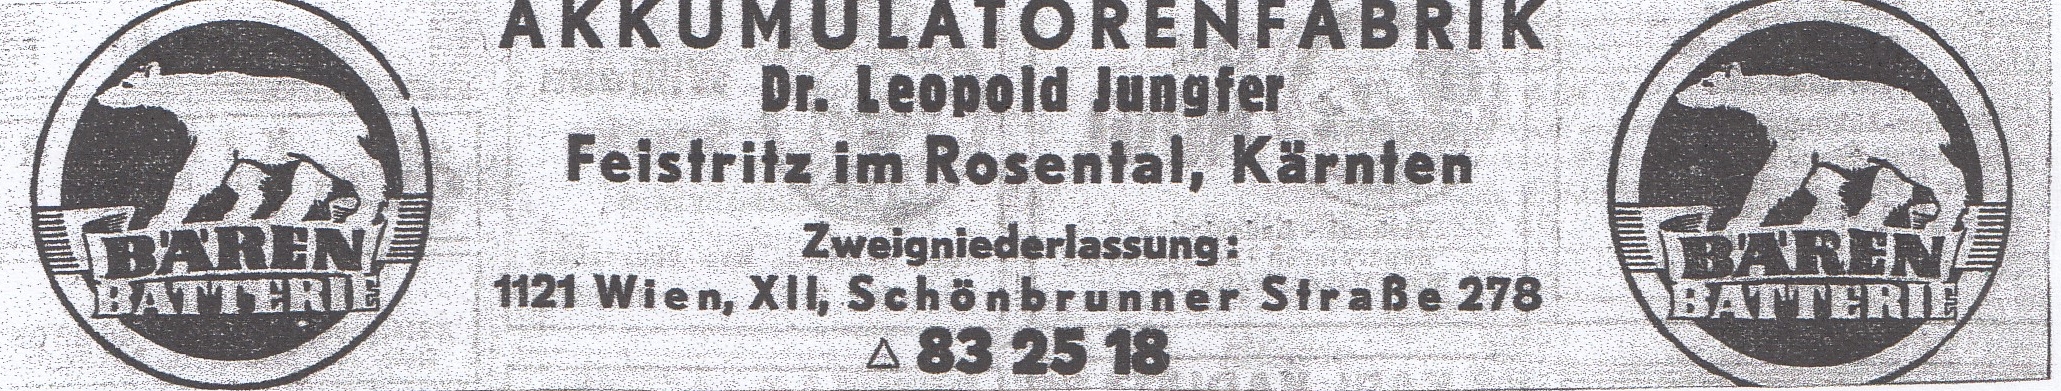 AKKUMULATORENFABRIK
Dr. Leopold Jungfer
Feistritz im Rosental, Kärnten
Zweigniederlassung:
1121 Wien, XII, Schönbrunner Straße 278
△ 83 25 18
BÄREN
BATTERIE
BÄREN
BATTERIE